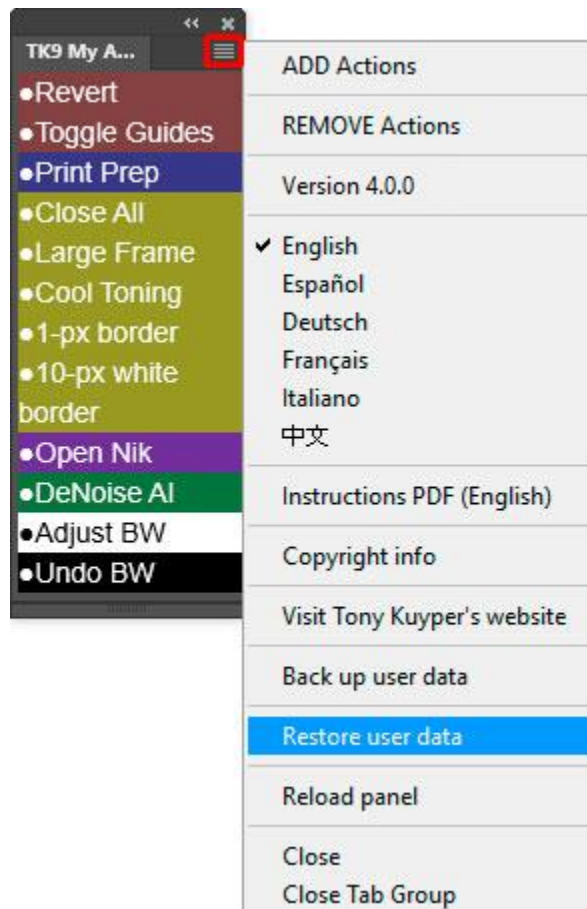 TK9 My A...
●Revert
●Toggle Guides
●Print Prep
●Close All
●Large Frame
●Cool Toning
●1-px border
●10-px white
border
●Open Nik
●DeNoise AI
●Adjust BW
●Undo BW
ADD Actions
REMOVE Actions
Version 4.0.0
✔ English
Español
Deutsch
Français
Italiano
中文
Instructions PDF (English)
Copyright info
Visit Tony Kuyper's website
Back up user data
Restore user data
Reload panel
Close
Close Tab Group